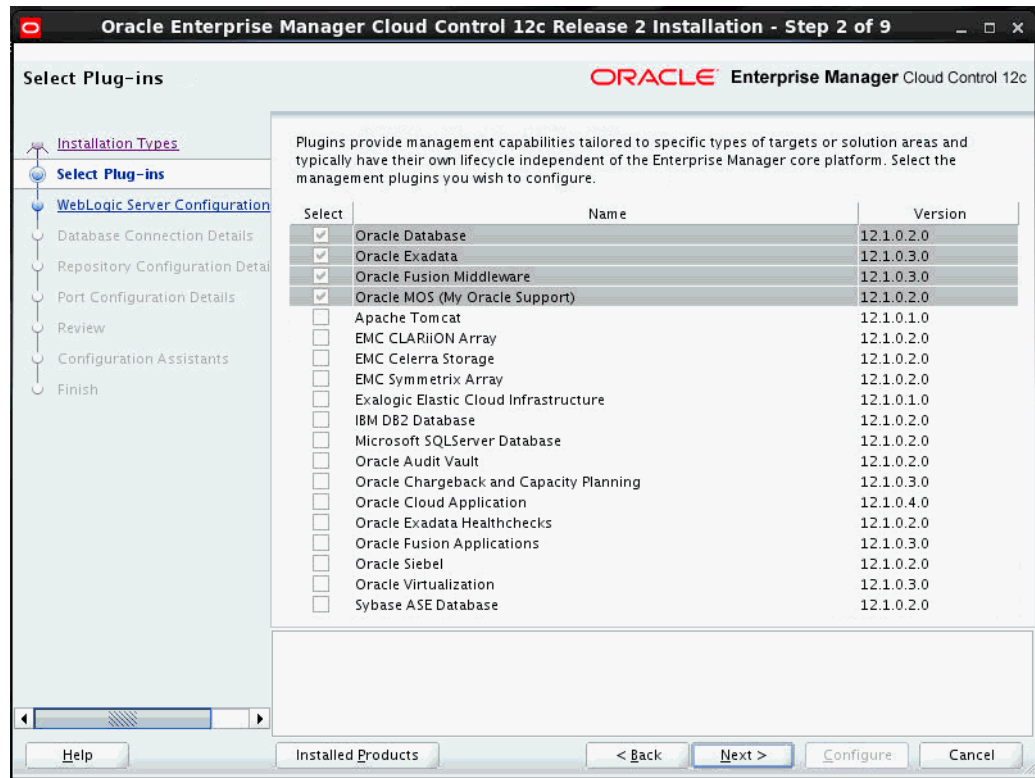 Oracle Enterprise Manager Cloud Control 12c Release 2 Installation - Step 2 of 9
Select Plug-ins
ORACLE Enterprise Manager Cloud Control 12c
Installation Types
Select Plug-ins
WebLogic Server Configuration
Database Connection Details
Repository Configuration Detai
Port Configuration Details
Review
Configuration Assistants
Finish
Plugins provide management capabilities tailored to specific types of targets or solution areas and
typically have their own lifecycle independent of the Enterprise Manager core platform. Select the
management plugins you wish to configure.
Select Name Version
Oracle Database 12.1.0.2.0
Oracle Exadata 12.1.0.3.0
Oracle Fusion Middleware 12.1.0.3.0
Oracle MOS (My Oracle Support) 12.1.0.2.0
Apache Tomcat 12.1.0.1.0
EMC CLARiiON Array 12.1.0.2.0
EMC Celerra Storage 12.1.0.2.0
EMC Symmetrix Array 12.1.0.2.0
Exalogic Elastic Cloud Infrastructure 12.1.0.1.0
IBM DB2 Database 12.1.0.2.0
Microsoft SQLServer Database 12.1.0.2.0
Oracle Audit Vault 12.1.0.2.0
Oracle Chargeback and Capacity Planning 12.1.0.3.0
Oracle Cloud Application 12.1.0.4.0
Oracle Exadata Healthchecks 12.1.0.2.0
Oracle Fusion Applications 12.1.0.3.0
Oracle Siebel 12.1.0.2.0
Oracle Virtualization 12.1.0.3.0
Sybase ASE Database 12.1.0.2.0
Help Installed Products < Back Next > Configure Cancel